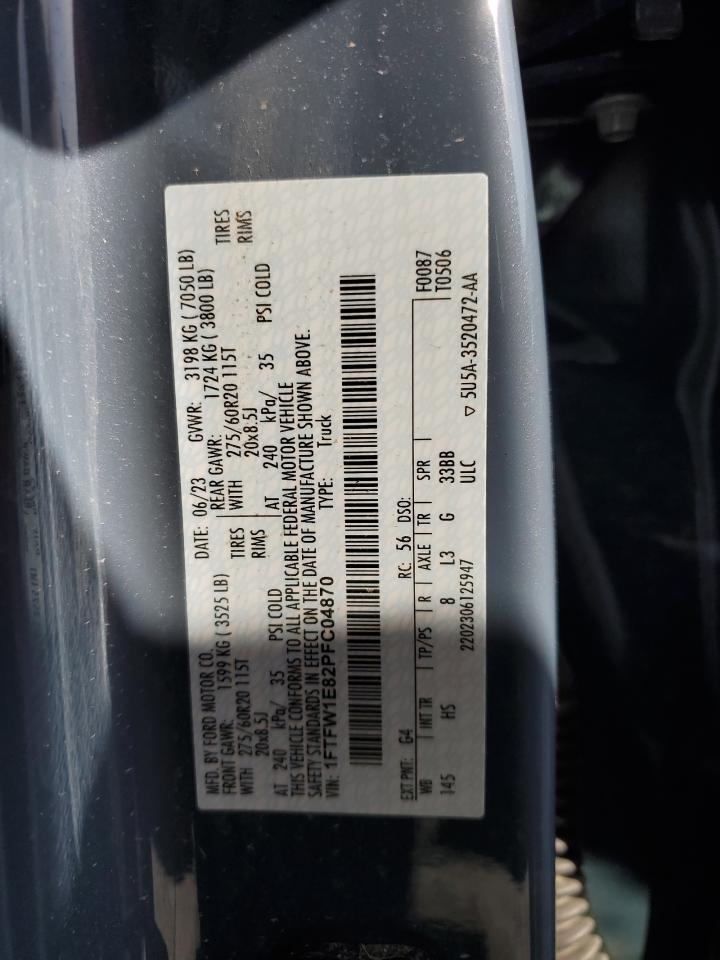 MFD. BY FORD MOTOR CO. DATE: 06/23 GVWR: 3198 KG ( 7050 LB)
FRONT GAWR: 1599 KG ( 3525 LB) REAR GAWR: 1724 KG ( 3800 LB)
WITH 275/60R20 115T TIRES WITH 275/60R20 115T TIRES
20x8.5J RIMS 20x8.5J RIMS
AT 240 kPa/ 35 PSI COLD AT 240 kPa/ 35 PSI COLD
THIS VEHICLE CONFORMS TO ALL APPLICABLE FEDERAL MOTOR VEHICLE
SAFETY STANDARDS IN EFFECT ON THE DATE OF MANUFACTURE SHOWN ABOVE.
VIN: 1FTFW1E82PFC04870 TYPE: Truck
EXT PNT: G4 RC: 56 DSO: F0087
WB INT TR TP/PS R AXLE TR SPR T0506
145 HS 8 L3 G 33BB
2202306125947 ULC ▽ 5U5A-3520472-AA